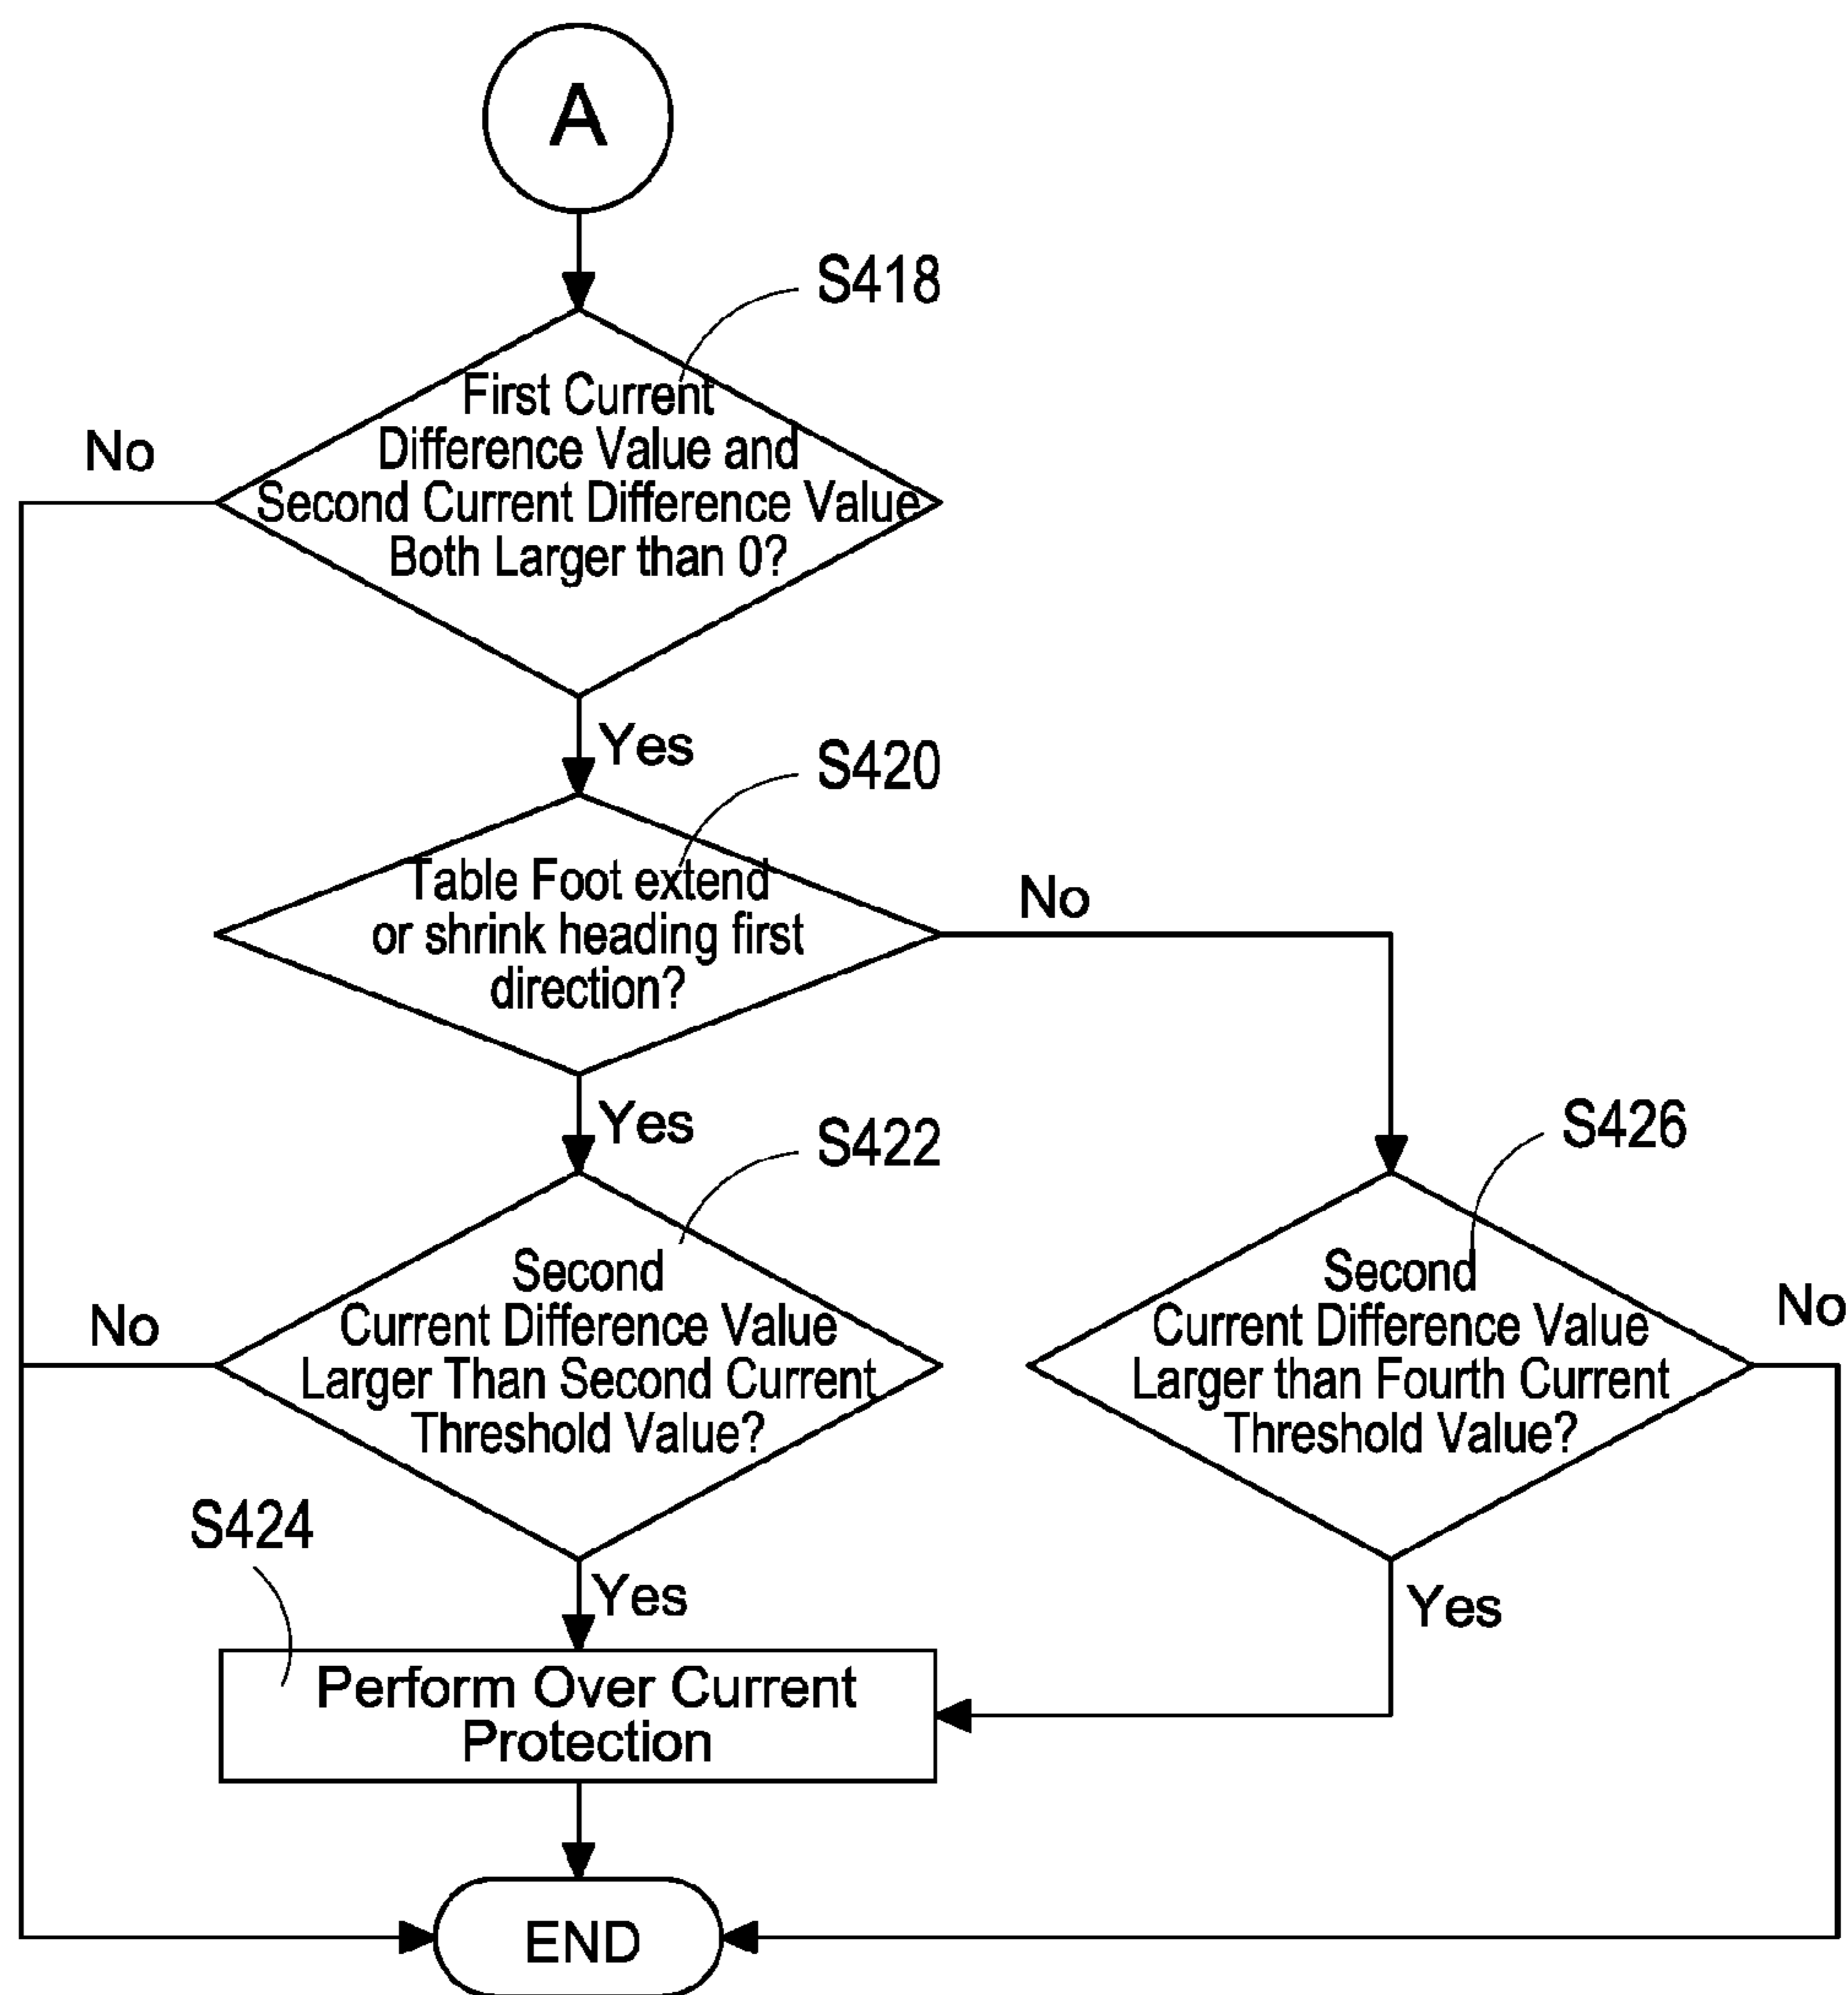 A
S418
First Current
Difference Value and
Second Current Difference Value
Both Larger than 0?
No
Yes
S420
Table Foot extend
or shrink heading first
direction?
No
Yes
S422
S426
Second
Current Difference Value
Larger Than Second Current
Threshold Value?
No
Second
Current Difference Value
Larger than Fourth Current
Threshold Value?
No
S424
Yes
Yes
Perform Over Current
Protection
END